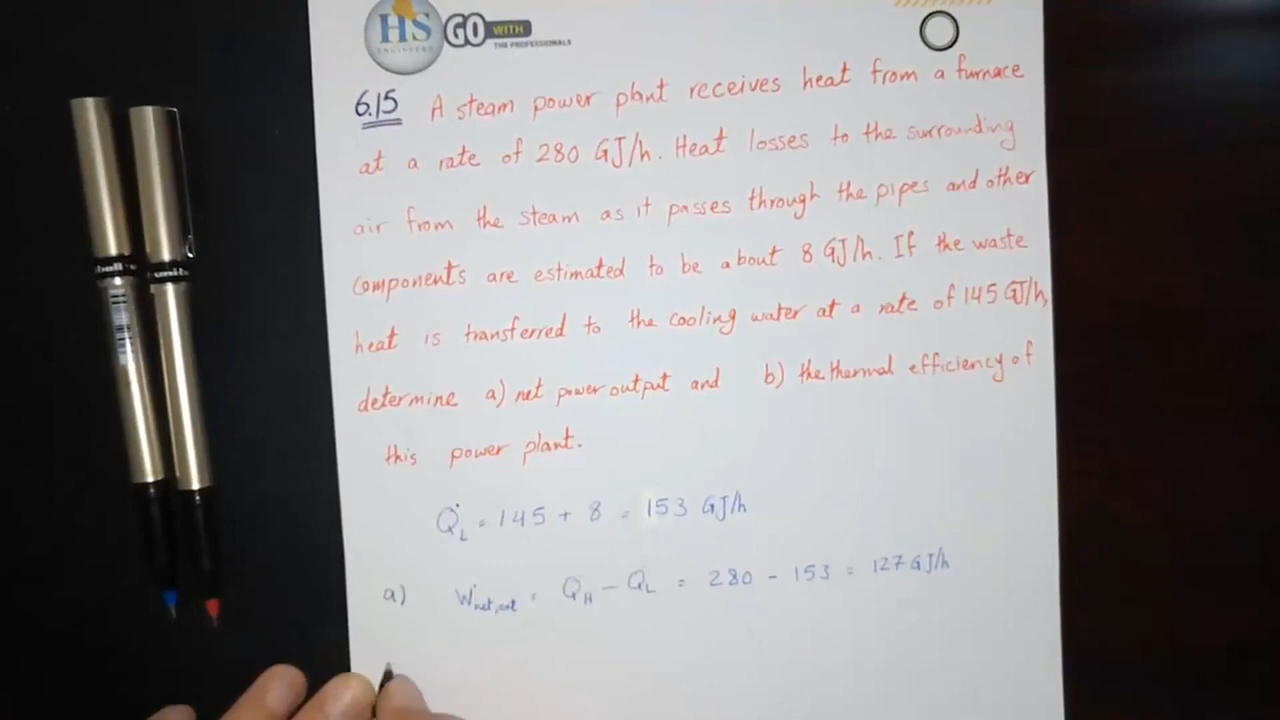 HS
ENGINEERS
GO WITH
THE PROFESSIONALS
6.15 A steam power plant receives heat from a furnace
at a rate of 280 GJ/h. Heat losses to the surrounding
air from the steam as it passes through the pipes and other
components are estimated to be about 8 GJ/h. If the waste
heat is transferred to the cooling water at a rate of 145 GJ/h,
determine a) net power output and b) the thermal efficiency of
this power plant.
Q̇L = 145 + 8 = 153 GJ/h
a) Ẇnet,out = Q̇H - Q̇L = 280 - 153 = 127 GJ/h